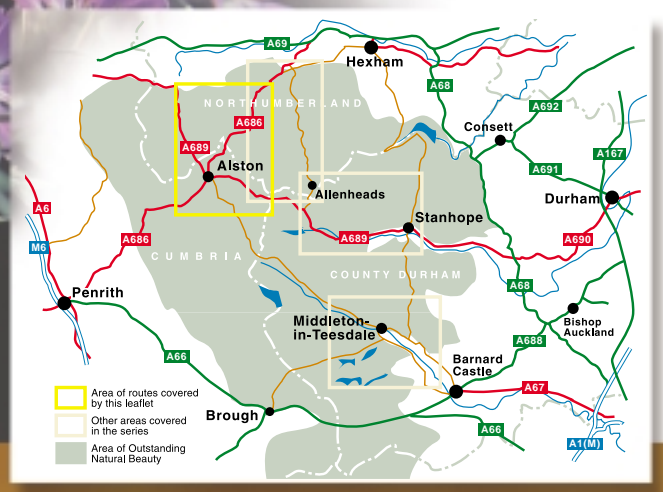 A69
Hexham
A68
NORTHUMBERLAND
A692
A686
Consett
A689
A167
Alston
A691
Allenheads
Durham
A6
Stanhope
A686
A689
A690
M6
CUMBRIA
COUNTY DURHAM
A68
Penrith
Middleton-
in-Teesdale
Bishop
Auckland
A688
A66
Barnard
Castle
A67
Area of routes covered
by this leaflet
Brough
Other areas covered
in the series
A66
A1(M)
Area of Outstanding
Natural Beauty